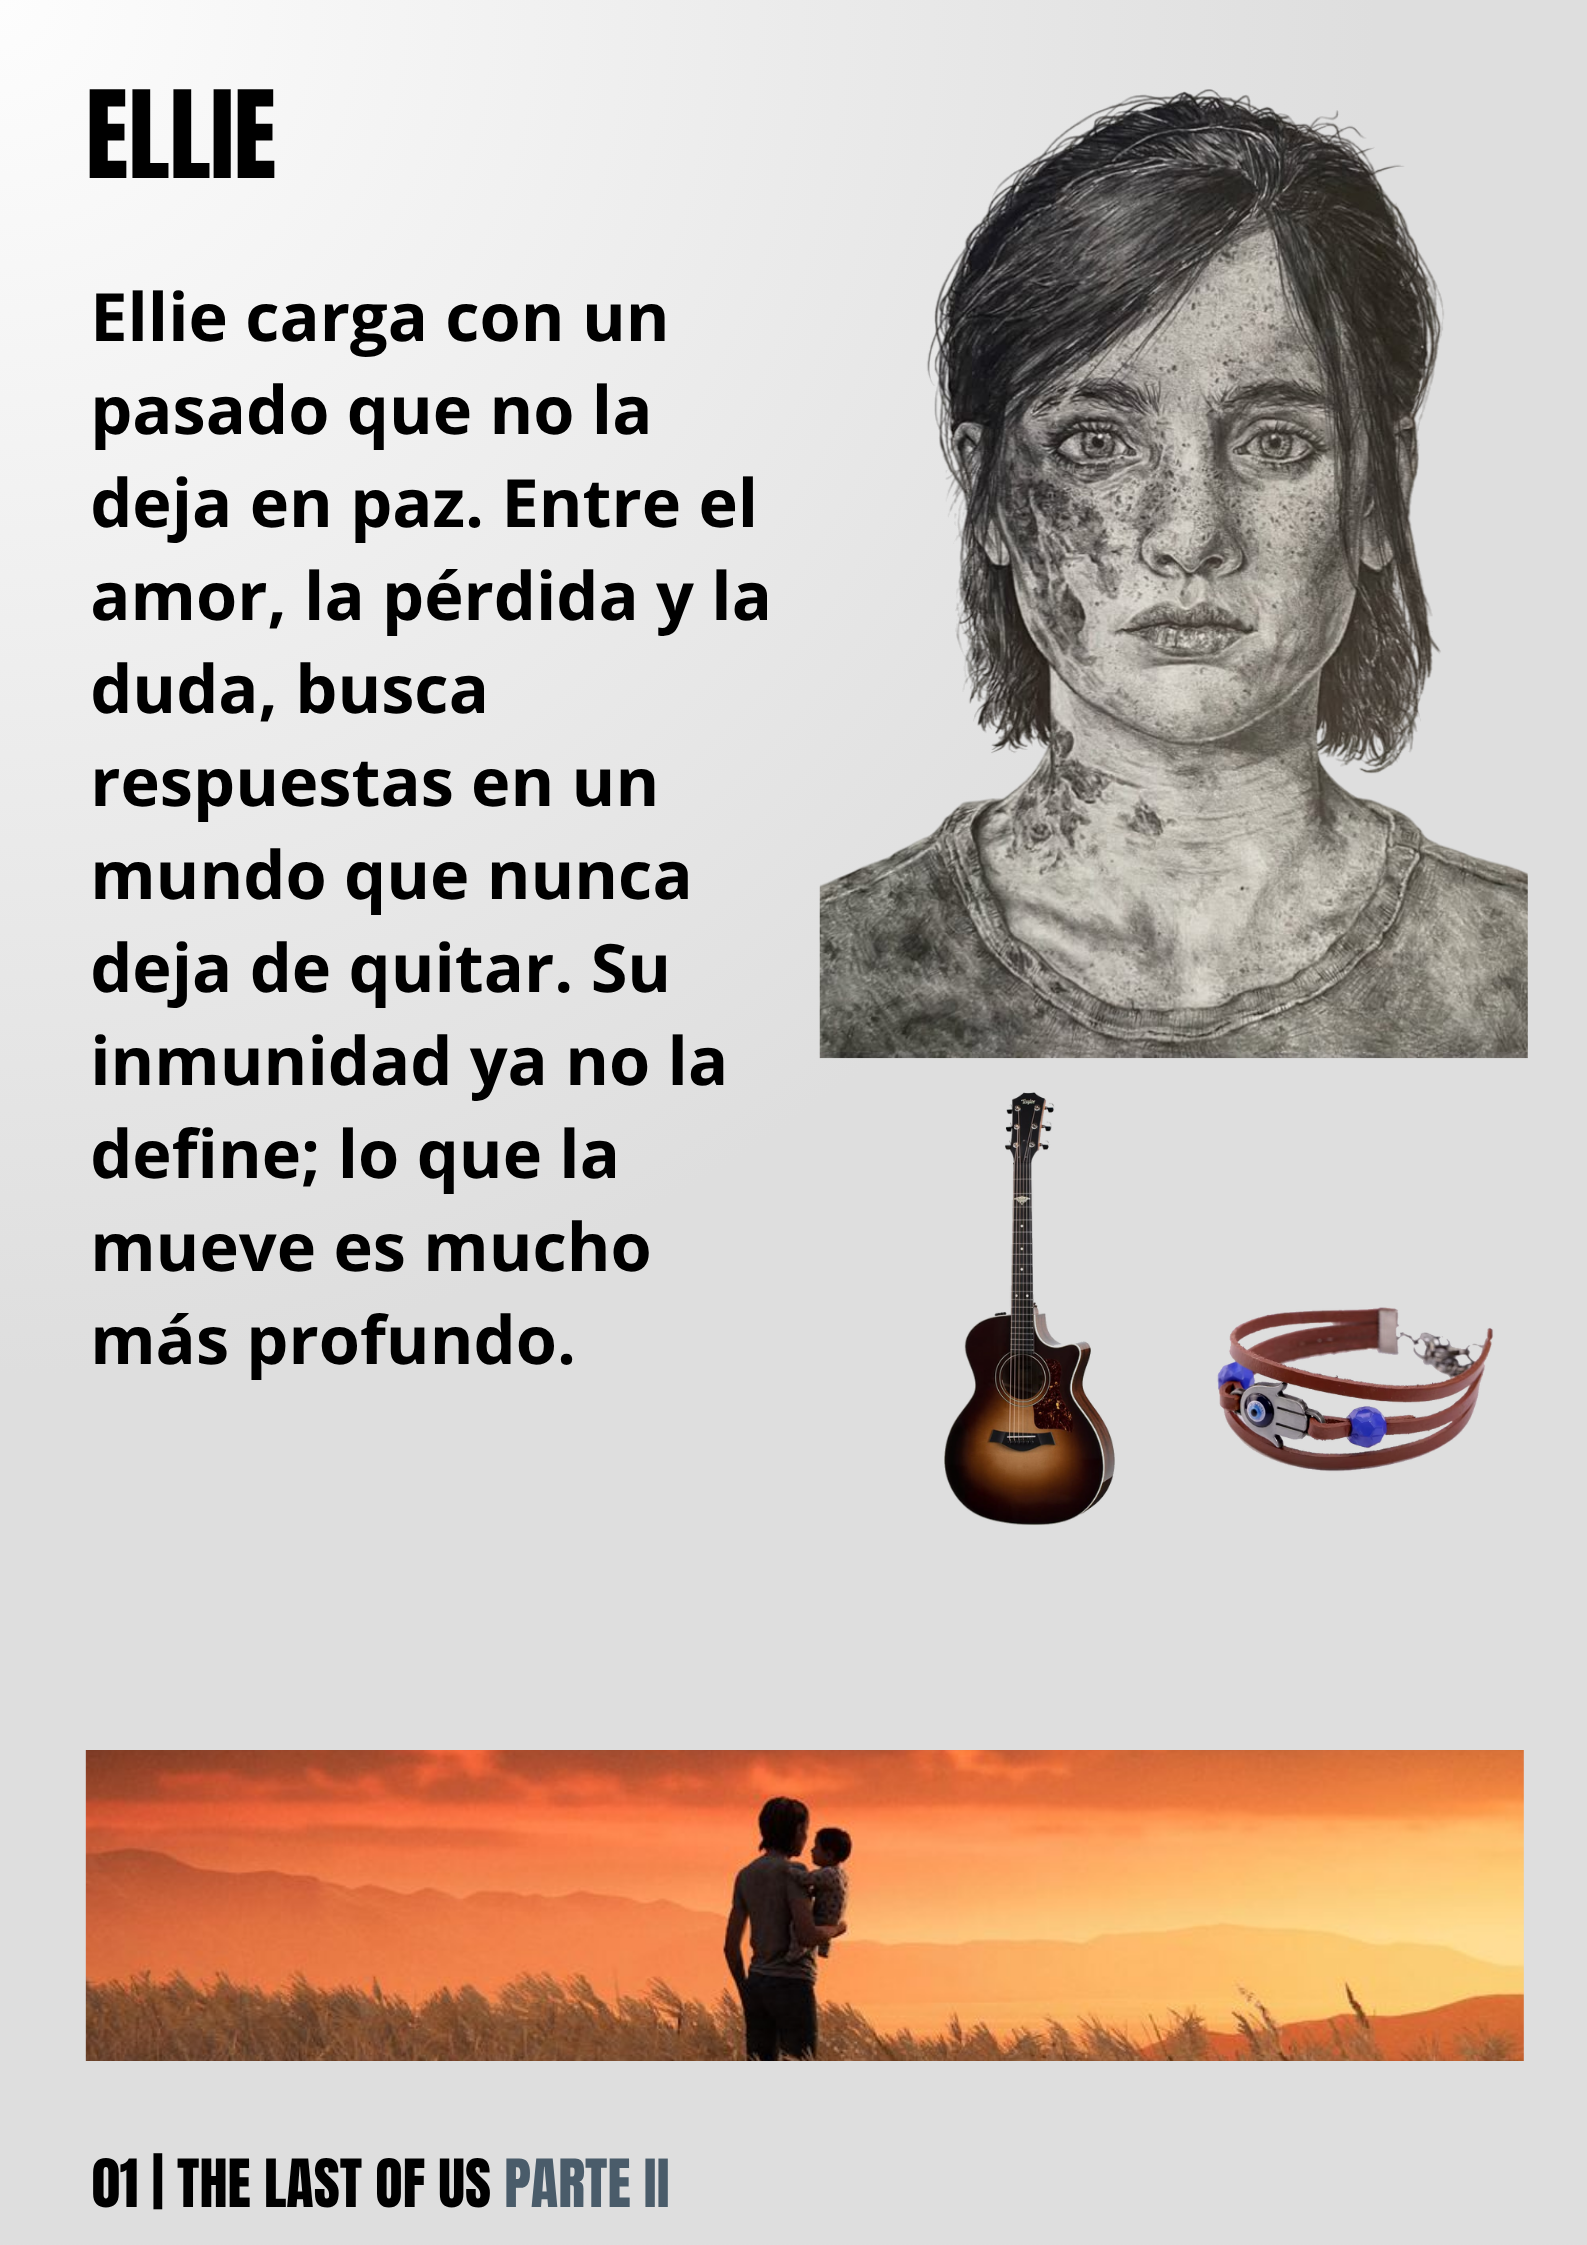 ELLIE
Ellie carga con un
pasado que no la
deja en paz. Entre el
amor, la pérdida y la
duda, busca
respuestas en un
mundo que nunca
deja de quitar. Su
inmunidad ya no la
define; lo que la
mueve es mucho
más profundo.
Taylor
01 | THE LAST OF US PARTE II